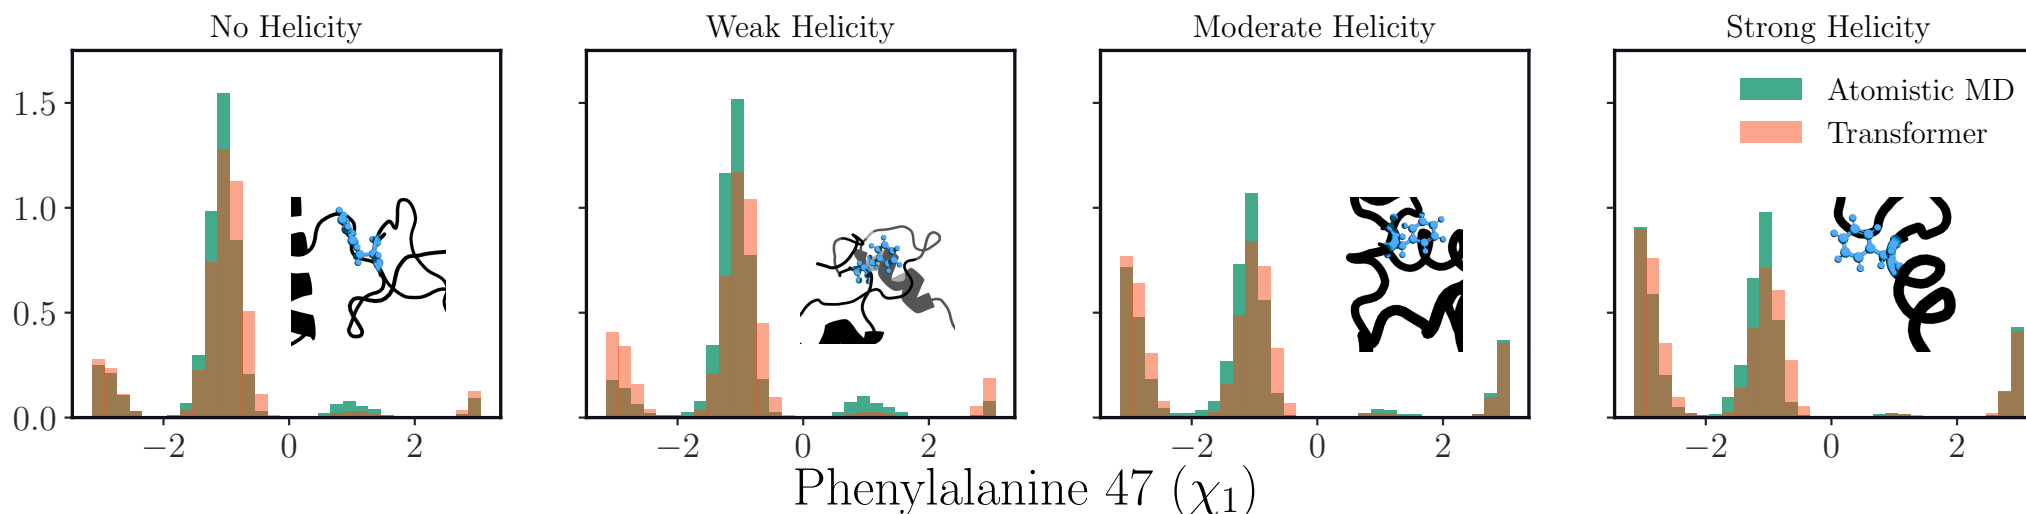 No Helicity
Weak Helicity
Moderate Helicity
Strong Helicity
1.5
1.0
0.5
0.0
Atomistic MD
Transformer
−2 0 2
−2 0 2
−2 0 2
−2 0 2
Phenylalanine 47 (χ₁)